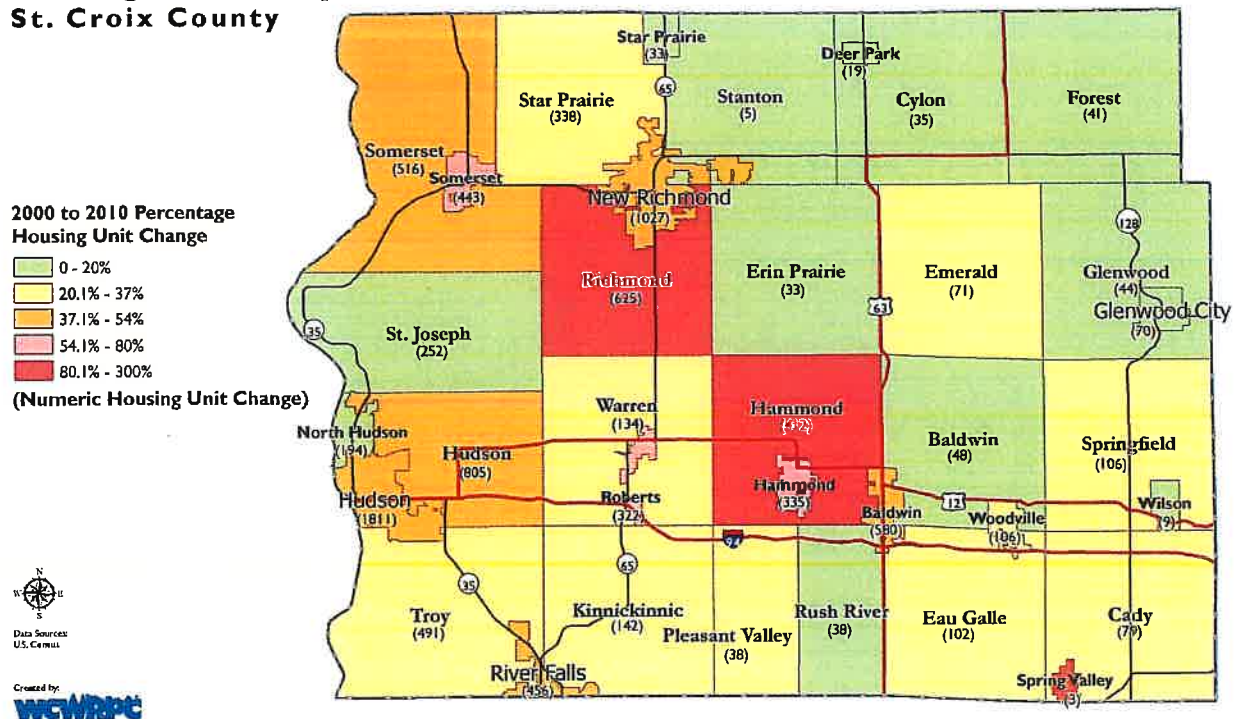 St. Croix County
2000 to 2010 Percentage
Housing Unit Change
0 - 20%
20.1% - 37%
37.1% - 54%
54.1% - 80%
80.1% - 300%
(Numeric Housing Unit Change)
N
W
E
S
Data Sources:
U.S. Census
Created by:
WCWRPC
Star Prairie
(33)
Deer Park
(19)
65
Star Prairie
(338)
Stanton
(5)
Cylon
(35)
Forest
(41)
Somerset
(516)
Somerset
(443)
New Richmond
(1027)
128
Richmond
(625)
Erin Prairie
(33)
Emerald
(71)
Glenwood
(44)
63
Glenwood City
(70)
35
St. Joseph
(252)
Warren
(134)
Hammond
North Hudson
(194)
Hudson
(805)
Baldwin
(48)
Springfield
(106)
Hudson
(1811)
Roberts
(322)
Hammond
(335)
Baldwin
(580)
12
Woodville
(106)
Wilson
(9)
94
35
65
Troy
(491)
Kinnickinnic
(142)
Pleasant Valley
(38)
Rush River
(38)
Eau Galle
(102)
Cady
(79)
River Falls
(456)
Spring Valley
(3)